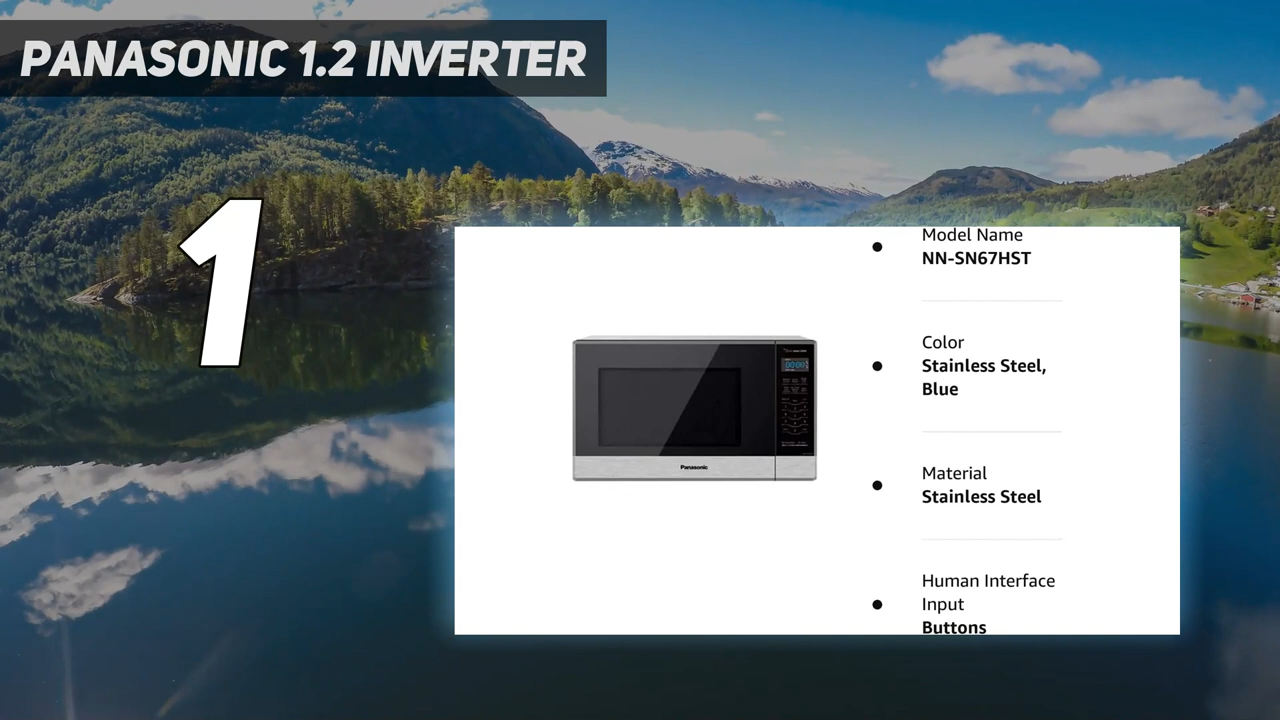 PANASONIC 1.2 INVERTER
1
Model Name
NN-SN67HST
Color
Stainless Steel,
Blue
Material
Stainless Steel
Human Interface
Input
Buttons
Panasonic